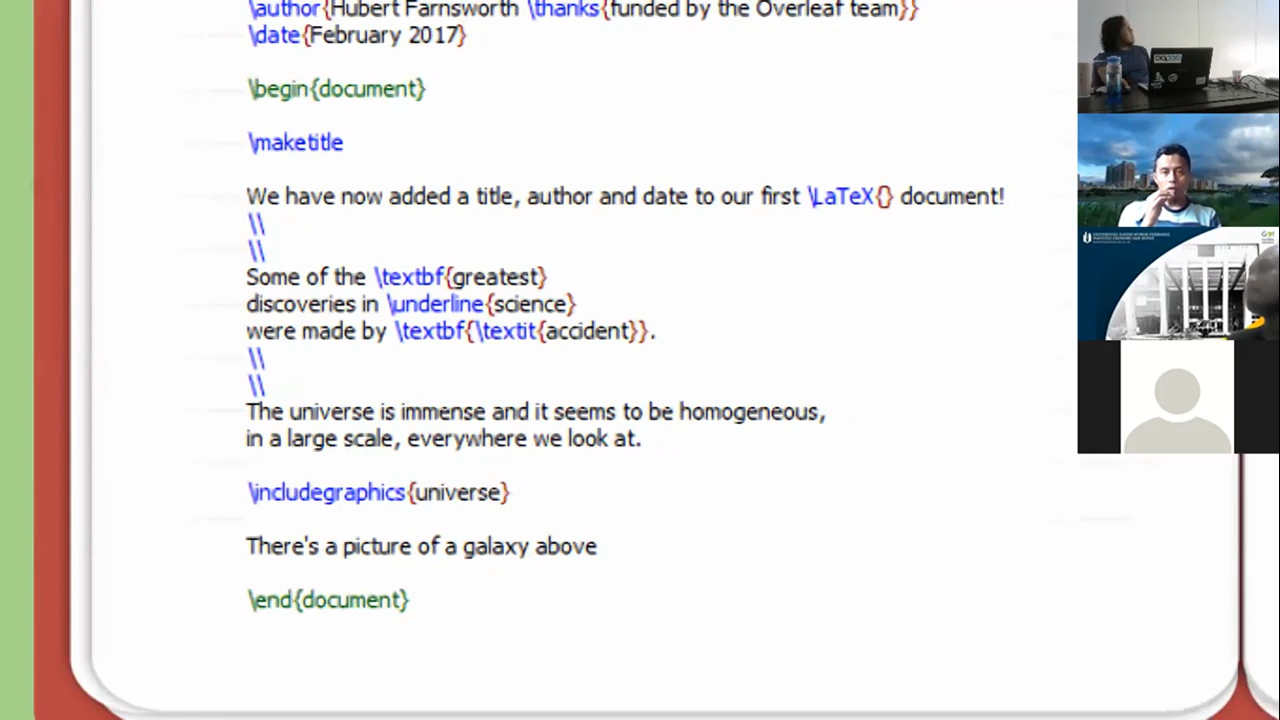 \author{Hubert Farnsworth \thanks{funded by the Overleaf team}}
\date{February 2017}
\begin{document}
\maketitle
We have now added a title, author and date to our first \LaTeX{} document!
\\
\\
Some of the \textbf{greatest}
discoveries in \underline{science}
were made by \textbf{\textit{accident}}.
\\
\\
The universe is immense and it seems to be homogeneous,
in a large scale, everywhere we look at.
\includegraphics{universe}
There's a picture of a galaxy above
\end{document}